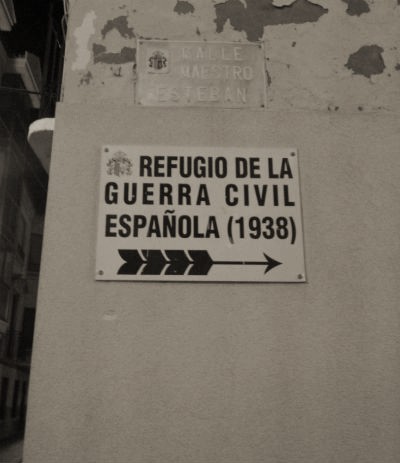 CALLE
MAESTRO
ESTEBAN
REFUGIO DE LA
GUERRA CIVIL
ESPAÑOLA (1938)